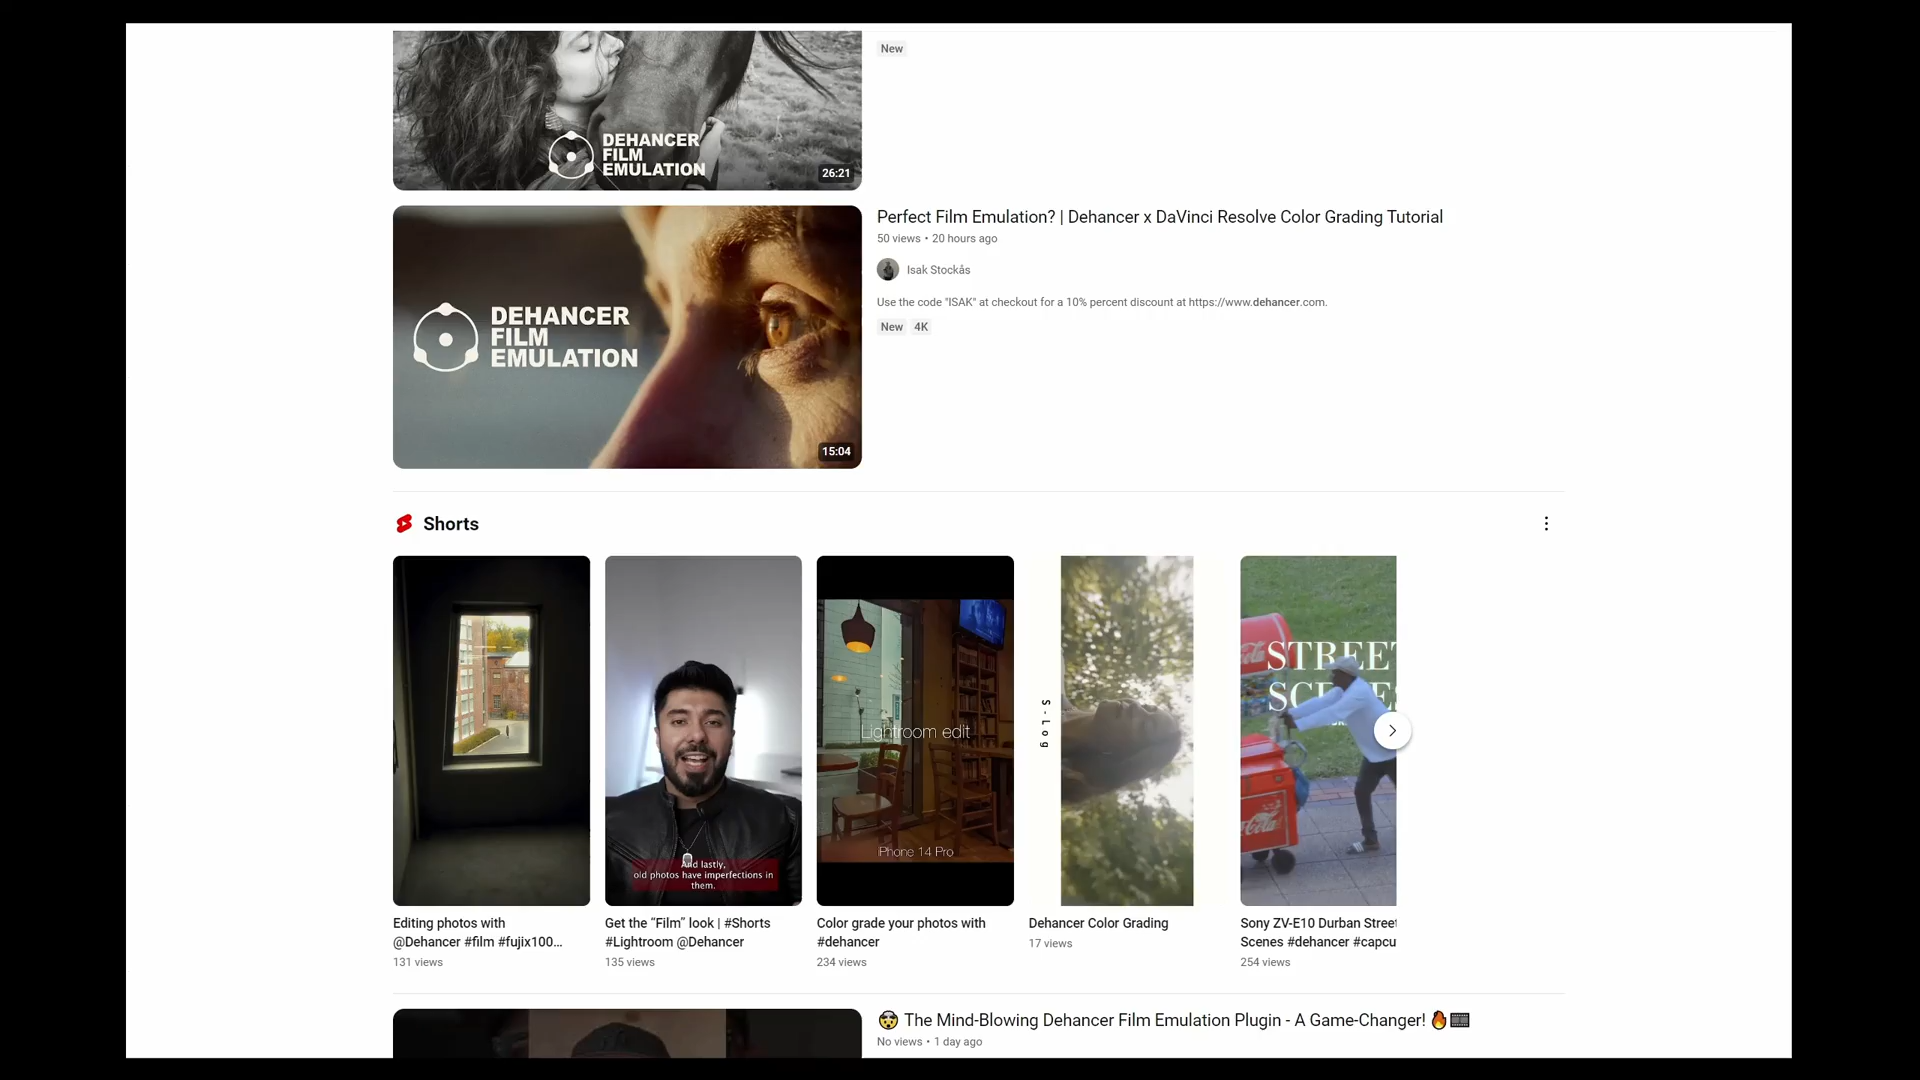 New
DEHANCER
FILM
EMULATION
26:21
Perfect Film Emulation? | Dehancer x DaVinci Resolve Color Grading Tutorial
50 views • 20 hours ago
Isak Stockås
Use the code "ISAK" at checkout for a 10% percent discount at https://www.dehancer.com.
New 4K
DEHANCER
FILM
EMULATION
15:04
Shorts
STREET
SCENES
Cola
S-Log
Lightroom edit
Cola
iPhone 14 Pro
And lastly,
old photos have imperfections in
them.
Editing photos with
@Dehancer #film #fujix100...
131 views
Get the “Film” look | #Shorts
#Lightroom @Dehancer
135 views
Color grade your photos with
#dehancer
234 views
Dehancer Color Grading
17 views
Sony ZV-E10 Durban Street
Scenes #dehancer #capcu
254 views
🤯 The Mind-Blowing Dehancer Film Emulation Plugin - A Game-Changer! 🔥🎞️
No views • 1 day ago